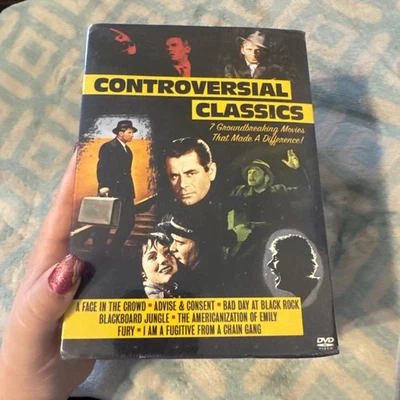 CONTROVERSIAL
CLASSICS
7 Groundbreaking Movies
That Made A Difference!
A FACE IN THE CROWD • ADVISE & CONSENT • BAD DAY AT BLACK ROCK
BLACKBOARD JUNGLE • THE AMERICANIZATION OF EMILY
FURY • I AM A FUGITIVE FROM A CHAIN GANG
DVD
VIDEO